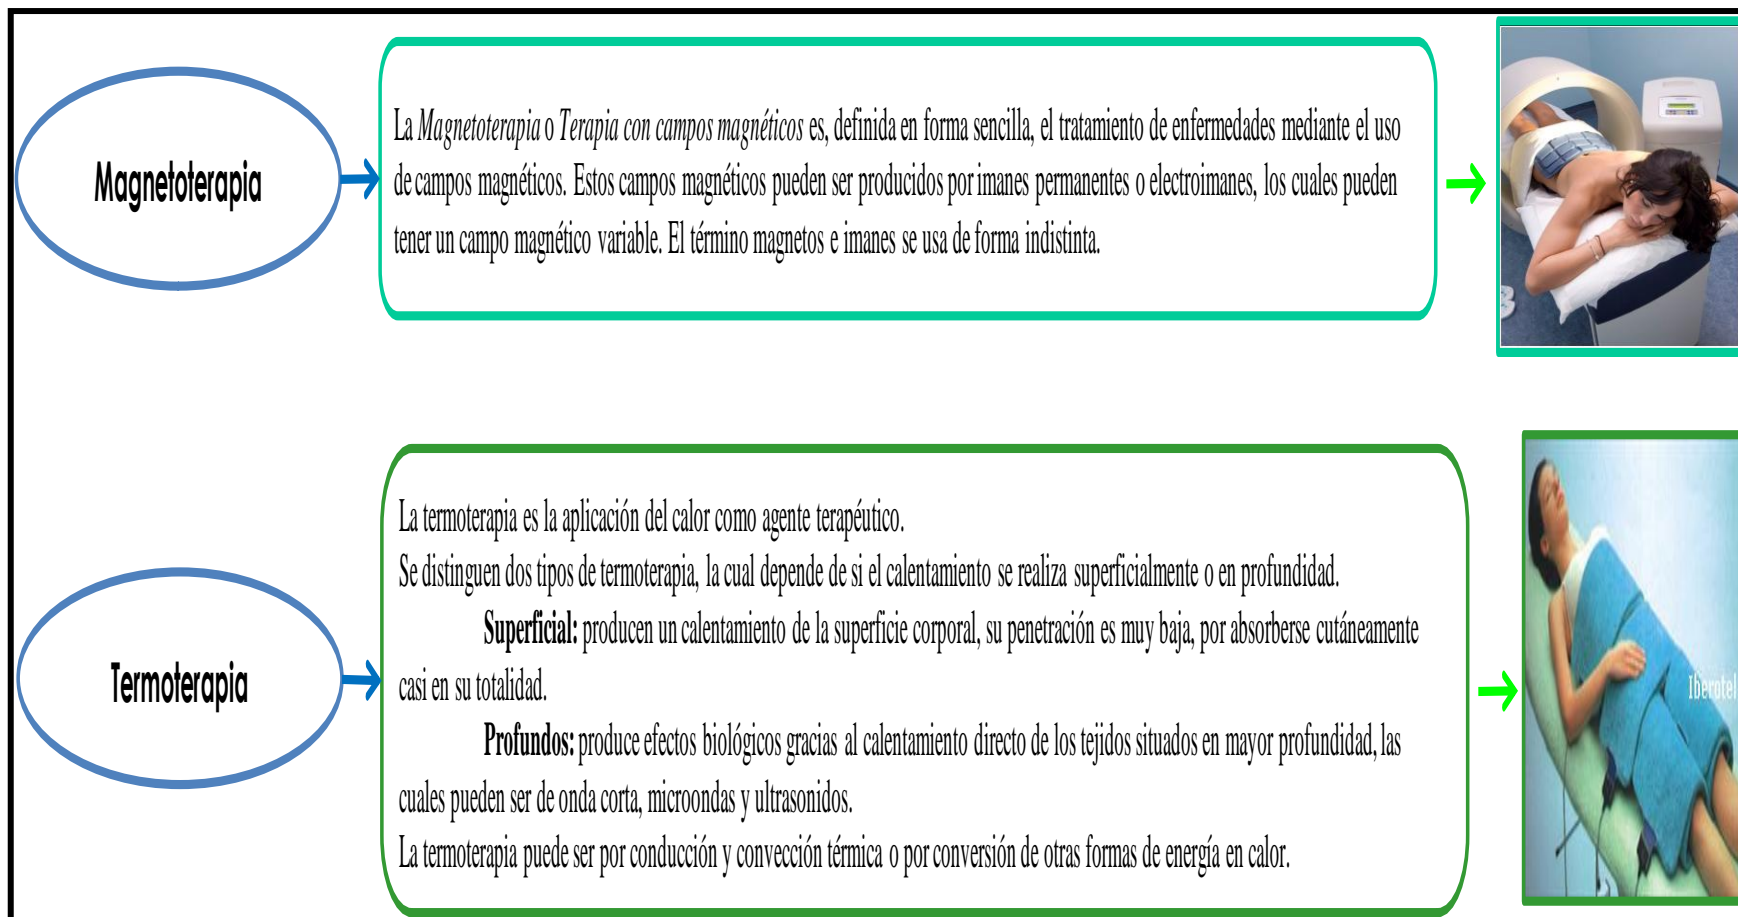 Magnetoterapia
La Magnetoterapia o Terapia con campos magnéticos es, definida en forma sencilla, el tratamiento de enfermedades mediante el uso
de campos magnéticos. Estos campos magnéticos pueden ser producidos por imanes permanentes o electroimanes, los cuales pueden
tener un campo magnético variable. El término magnetos e imanes se usa de forma indistinta.
Termoterapia
La termoterapia es la aplicación del calor como agente terapéutico.
Se distinguen dos tipos de termoterapia, la cual depende de si el calentamiento se realiza superficialmente o en profundidad.
Superficial: producen un calentamiento de la superficie corporal, su penetración es muy baja, por absorberse cutáneamente
casi en su totalidad.
Profundos: produce efectos biológicos gracias al calentamiento directo de los tejidos situados en mayor profundidad, las
cuales pueden ser de onda corta, microondas y ultrasonidos.
La termoterapia puede ser por conducción y convección térmica o por conversión de otras formas de energía en calor.
Iberotel